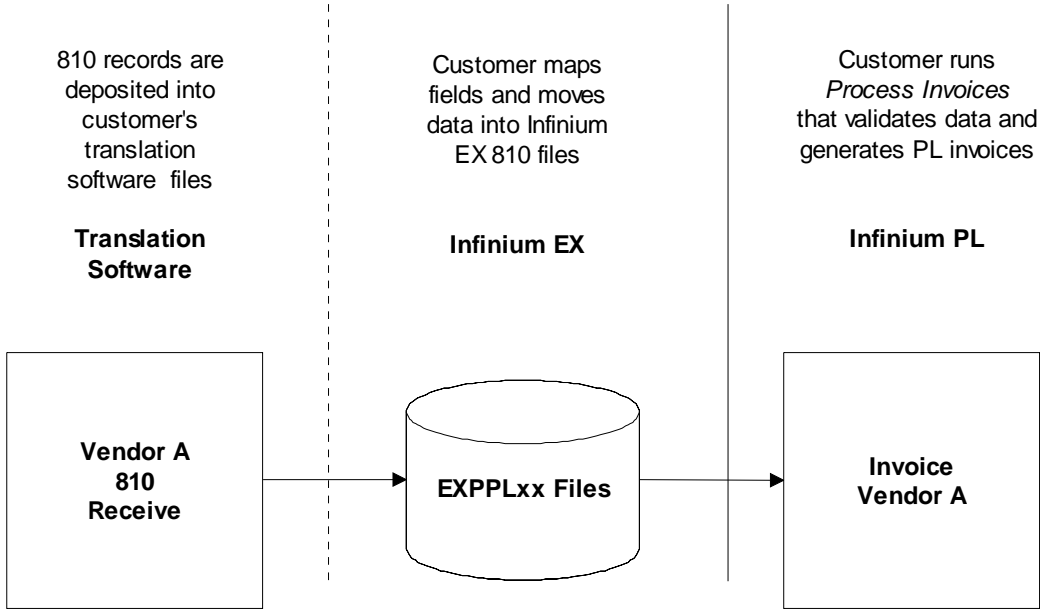 810 records are
deposited into
customer's
translation
software files
Translation
Software
Customer maps
fields and moves
data into Infinium
EX 810 files
Infinium EX
Customer runs
Process Invoices
that validates data and
generates PL invoices
Infinium PL
Vendor A
810
Receive
EXPPLxx Files
Invoice
Vendor A